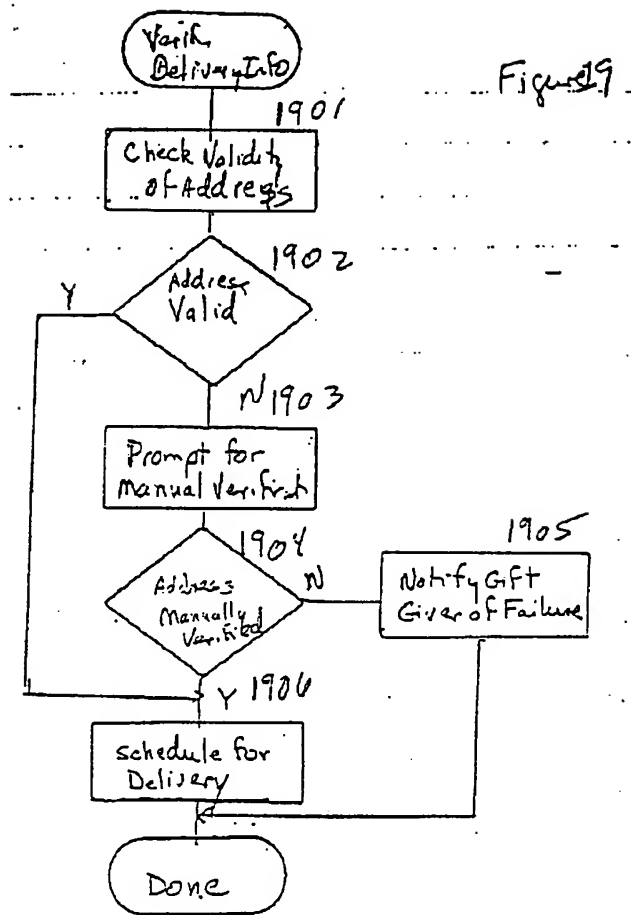 Verify
Delivery Info
Figure 19
1901
Check Validity
of Address
1902
Address
Valid
Y
N 1903
Prompt for
Manual
1904
Address
Manually
Verified
N
1905
Notify Gift
Giver of Failure
Y 1906
schedule for
Delivery
Done